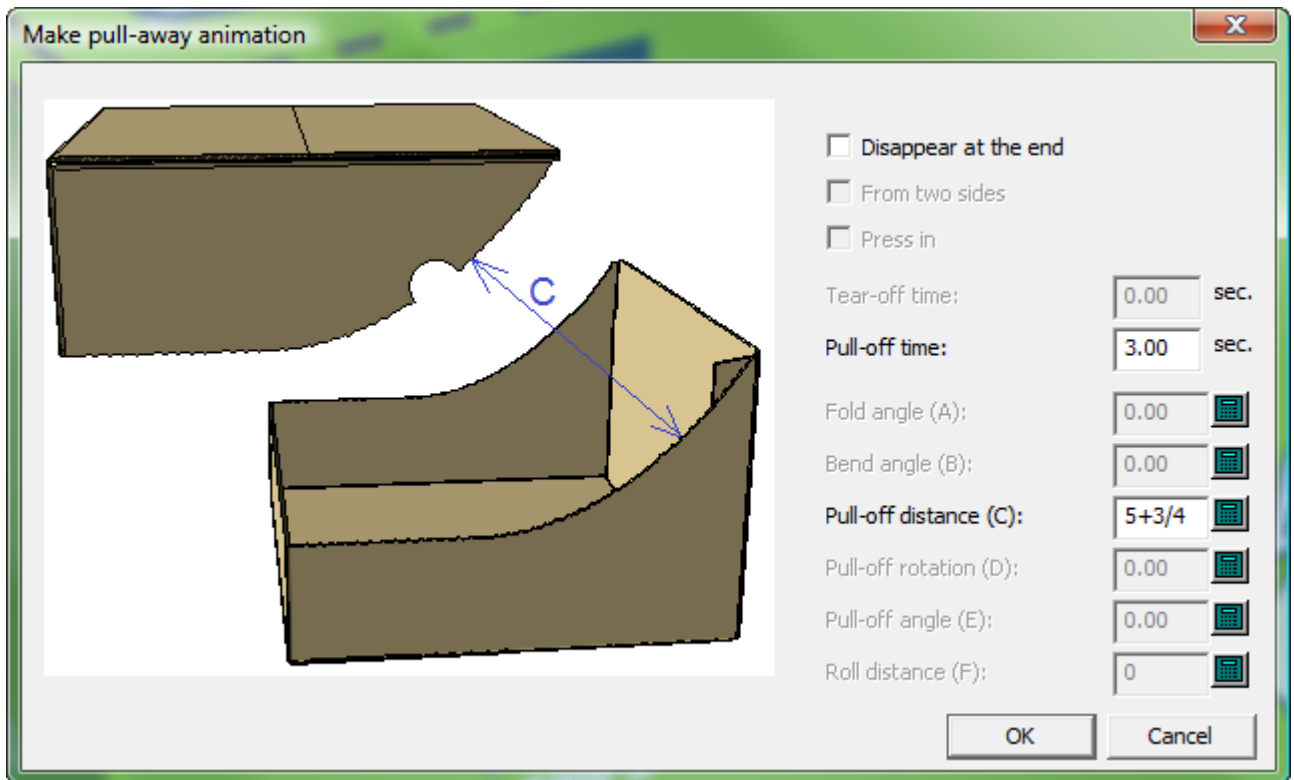 Make pull-away animation
C
Disappear at the end
From two sides
Press in
Tear-off time: 0.00 sec.
Pull-off time: 3.00 sec.
Fold angle (A): 0.00
Bend angle (B): 0.00
Pull-off distance (C): 5+3/4
Pull-off rotation (D): 0.00
Pull-off angle (E): 0.00
Roll distance (F): 0
OK Cancel